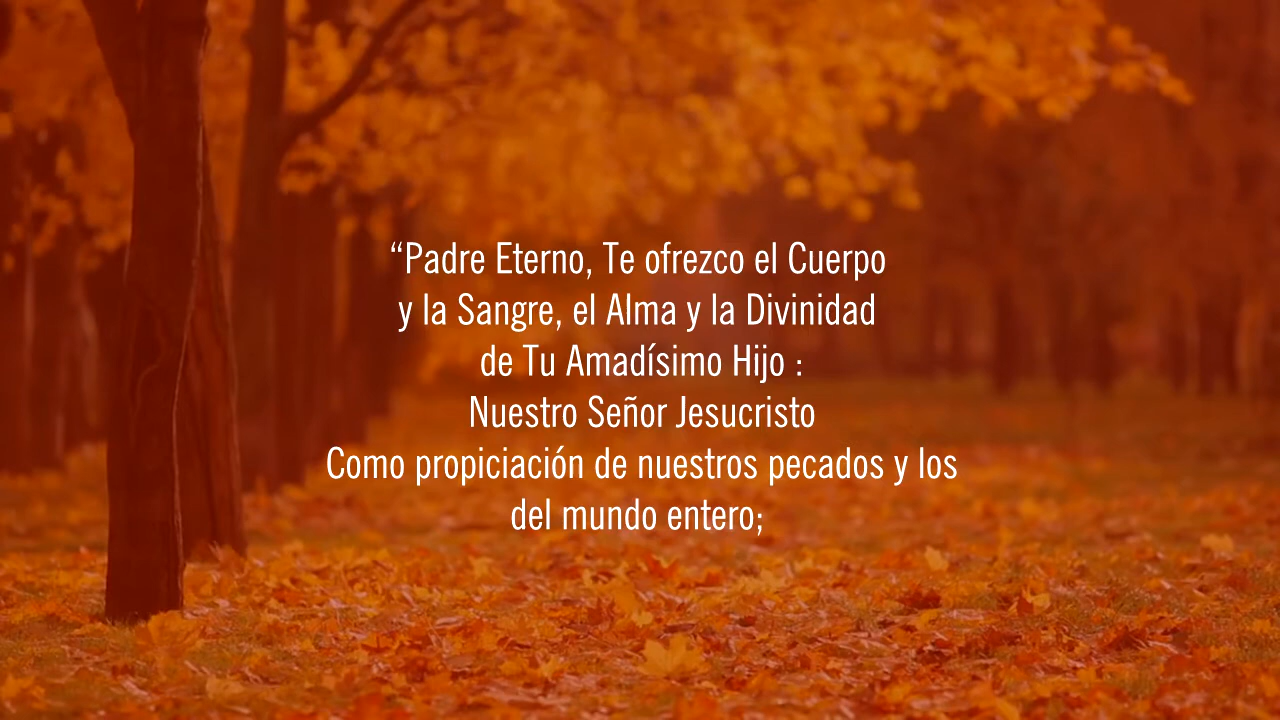 “Padre Eterno, Te ofrezco el Cuerpo
y la Sangre, el Alma y la Divinidad
de Tu Amadísimo Hijo :
Nuestro Señor Jesucristo
Como propiciación de nuestros pecados y los
del mundo entero;